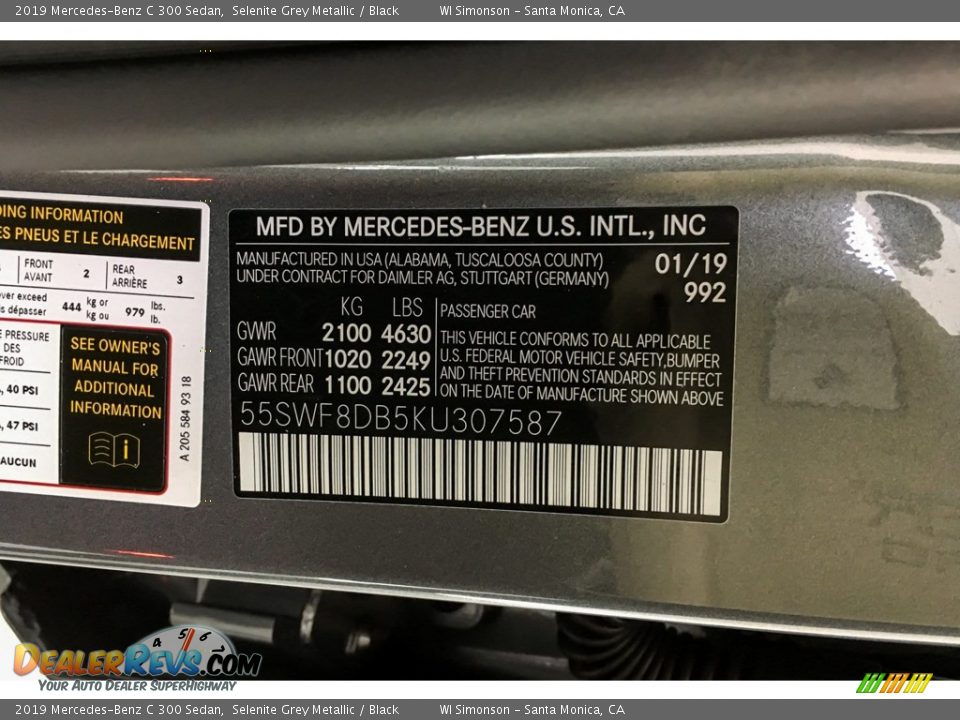 2019 Mercedes-Benz C 300 Sedan, Selenite Grey Metallic / Black WI Simonson - Santa Monica, CA
DING INFORMATION
ES PNEUS ET LE CHARGEMENT
FRONT AVANT 2 REAR ARRIÈRE 3
ever exceed
is dépasser 444 kg or kg ou 979 lbs. lb.
E PRESSURE
DES
FROID
, 40 PSI
, 47 PSI
AUCUN
SEE OWNER'S
MANUAL FOR
ADDITIONAL
INFORMATION
i
A 205 584 93 18
MFD BY MERCEDES-BENZ U.S. INTL., INC
MANUFACTURED IN USA (ALABAMA, TUSCALOOSA COUNTY) 01/19
UNDER CONTRACT FOR DAIMLER AG, STUTTGART (GERMANY) 992
KG LBS
GWR 2100 4630
GAWR FRONT 1020 2249
GAWR REAR 1100 2425
PASSENGER CAR
THIS VEHICLE CONFORMS TO ALL APPLICABLE
U.S. FEDERAL MOTOR VEHICLE SAFETY,BUMPER
AND THEFT PREVENTION STANDARDS IN EFFECT
ON THE DATE OF MANUFACTURE SHOWN ABOVE
55SWF8DB5KU307587
4 5 6
DEALERREVS.COM
YOUR AUTO DEALER SUPERHIGHWAY
2019 Mercedes-Benz C 300 Sedan, Selenite Grey Metallic / Black WI Simonson - Santa Monica, CA